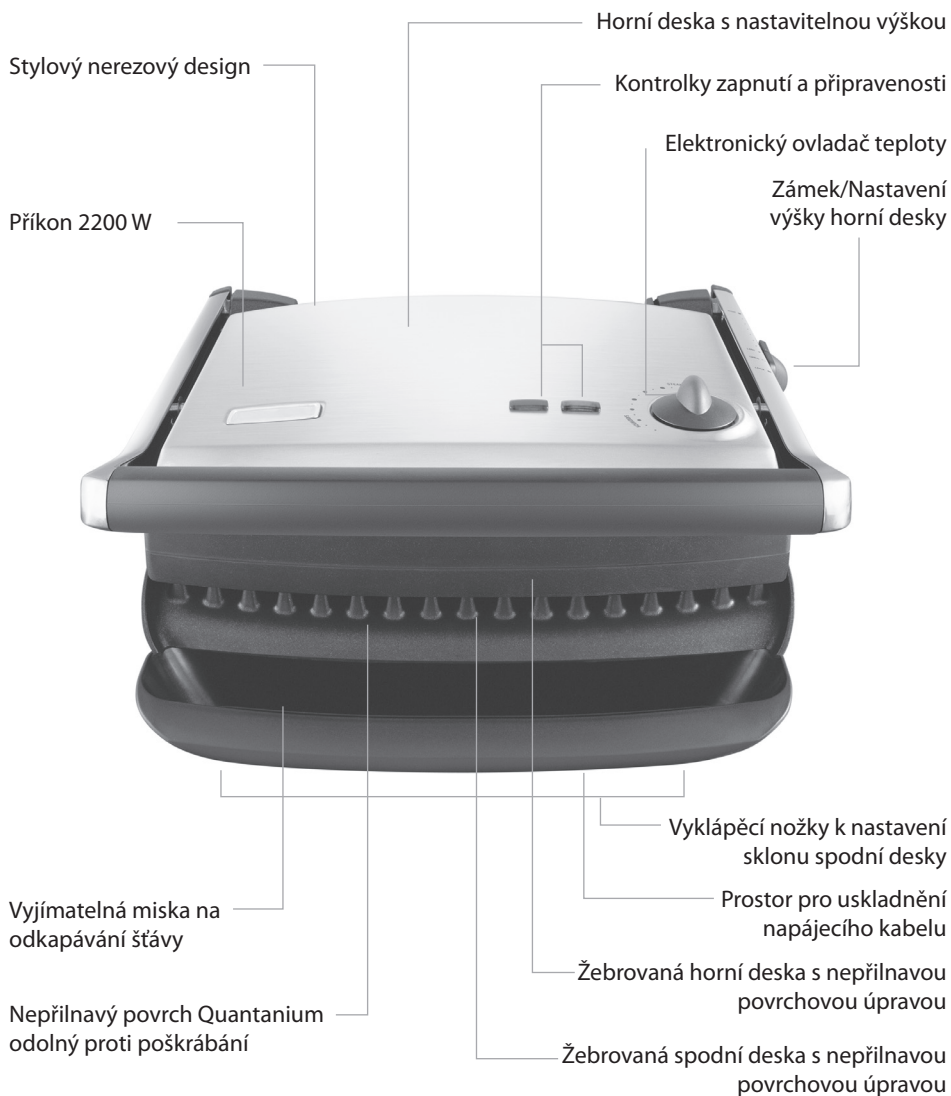 Horní deska s nastavitelnou výškou
Stylový nerezový design
Kontrolky zapnutí a připravenosti
Elektronický ovladač teploty
Zámek/Nastavení
výšky horní desky
Příkon 2200 W
Vyklápěcí nožky k nastavení
sklonu spodní desky
Prostor pro uskladnění
napájecího kabelu
Vyjímatelná miska na
odkapávání šťávy
Žebrovaná horní deska s nepřilnavou
povrchovou úpravou
Nepřilnavý povrch Quantanium
odolný proti poškrábání
Žebrovaná spodní deska s nepřilnavou
povrchovou úpravou